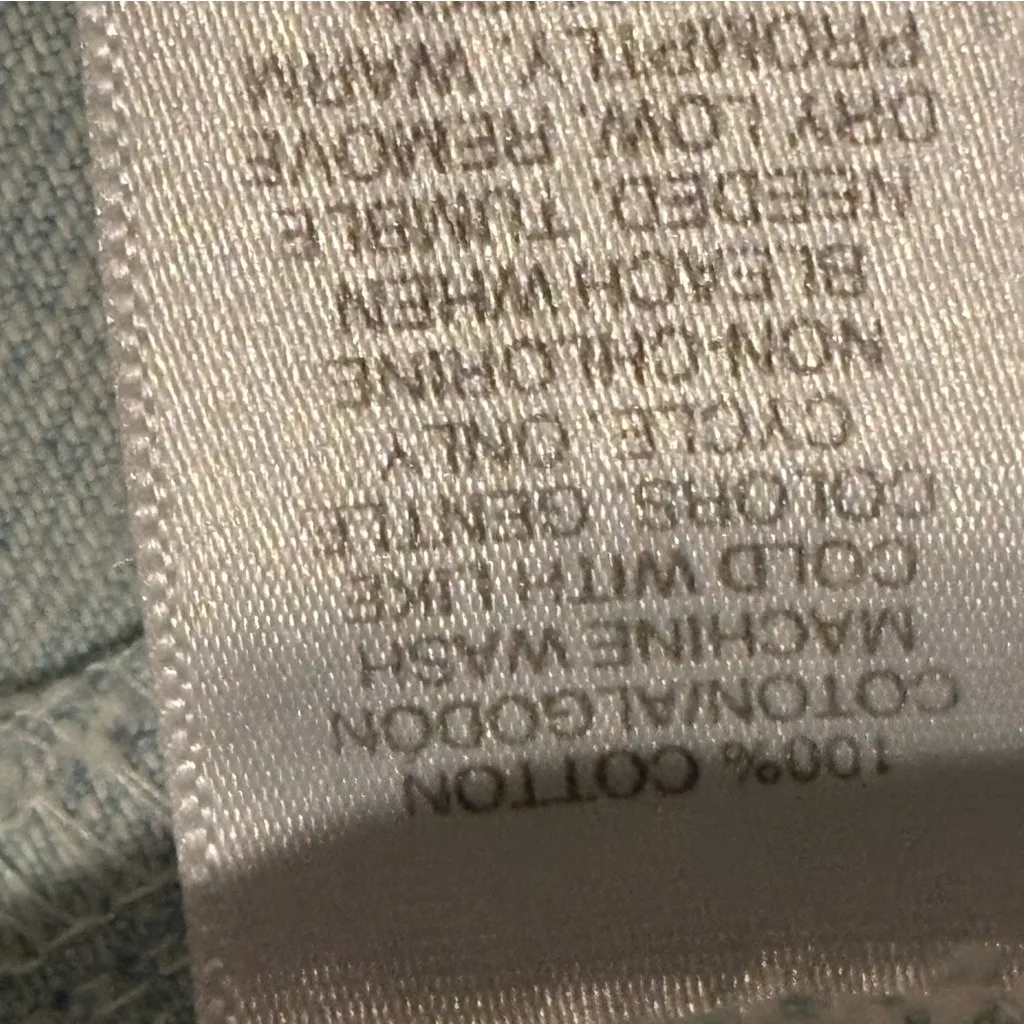 100% COTTON
COTON/ALGODON
MACHINE WASH
COLD WITH LIKE
COLORS GENTLE
CYCLE ONLY
NON-CHLORINE
BLEACH WHEN
NEEDED. TUMBLE
DRY LOW. REMOVE
PROMPTLY. WARM